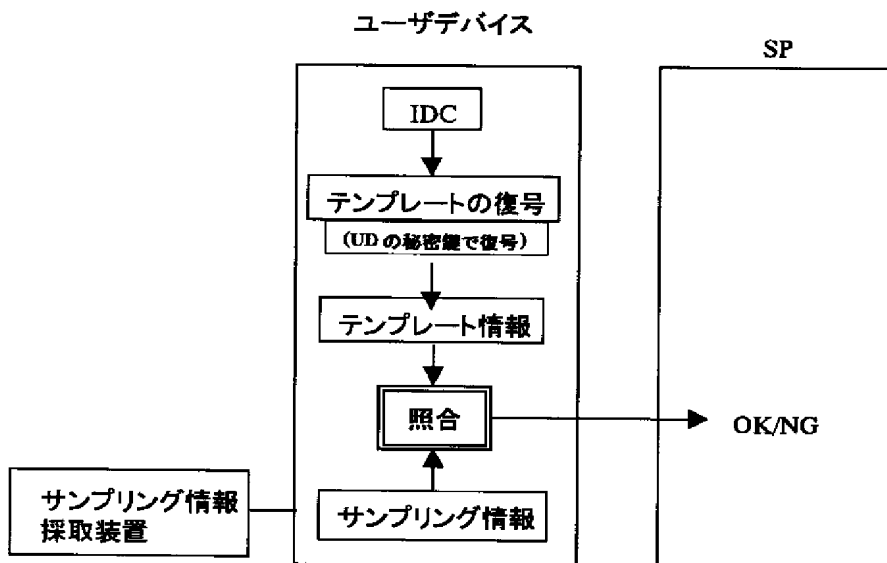 ユーザデバイス
SP
IDC
テンプレートの復号
(UDの秘密鍵で復号)
テンプレート情報
照合
OK/NG
サンプリング情報
採取装置
サンプリング情報